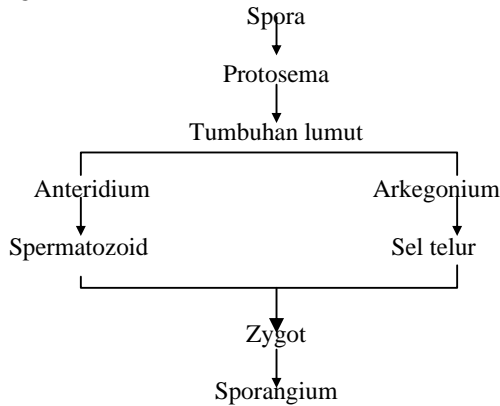 Spora
Protosema
Tumbuhan lumut
Anteridium Arkegonium
Spermatozoid Sel telur
Zygot
Sporangium